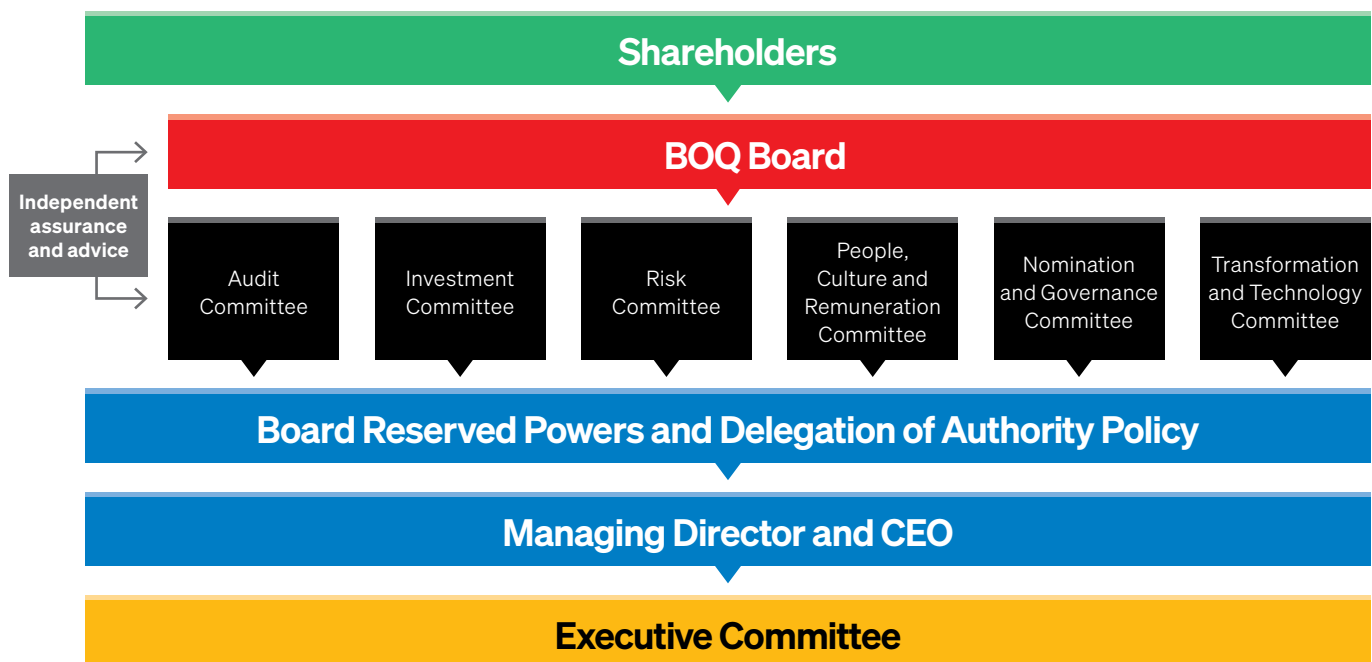 Shareholders
BOQ Board
Independent
assurance
and advice
Audit
Committee
Investment
Committee
Risk
Committee
People,
Culture and
Remuneration
Committee
Nomination
and Governance
Committee
Transformation
and Technology
Committee
Board Reserved Powers and Delegation of Authority Policy
Managing Director and CEO
Executive Committee